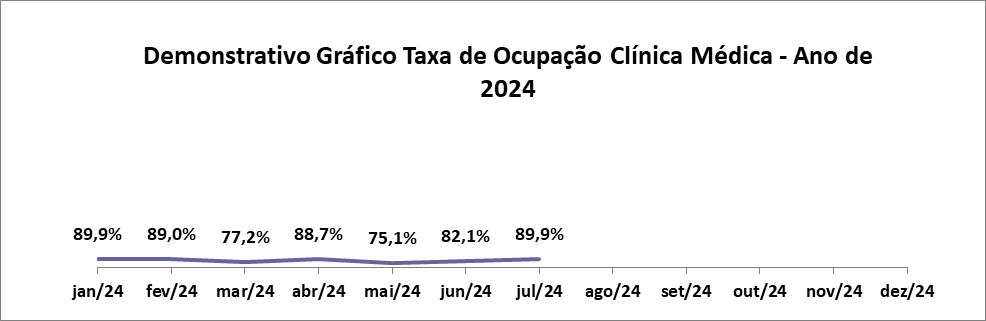 Demonstrativo Gráfico Taxa de Ocupação Clínica Médica - Ano de
2024
89,9% 89,0% 77,2% 88,7% 75,1% 82,1% 89,9%
jan/24 fev/24 mar/24 abr/24 mai/24 jun/24 jul/24 ago/24 set/24 out/24 nov/24 dez/24